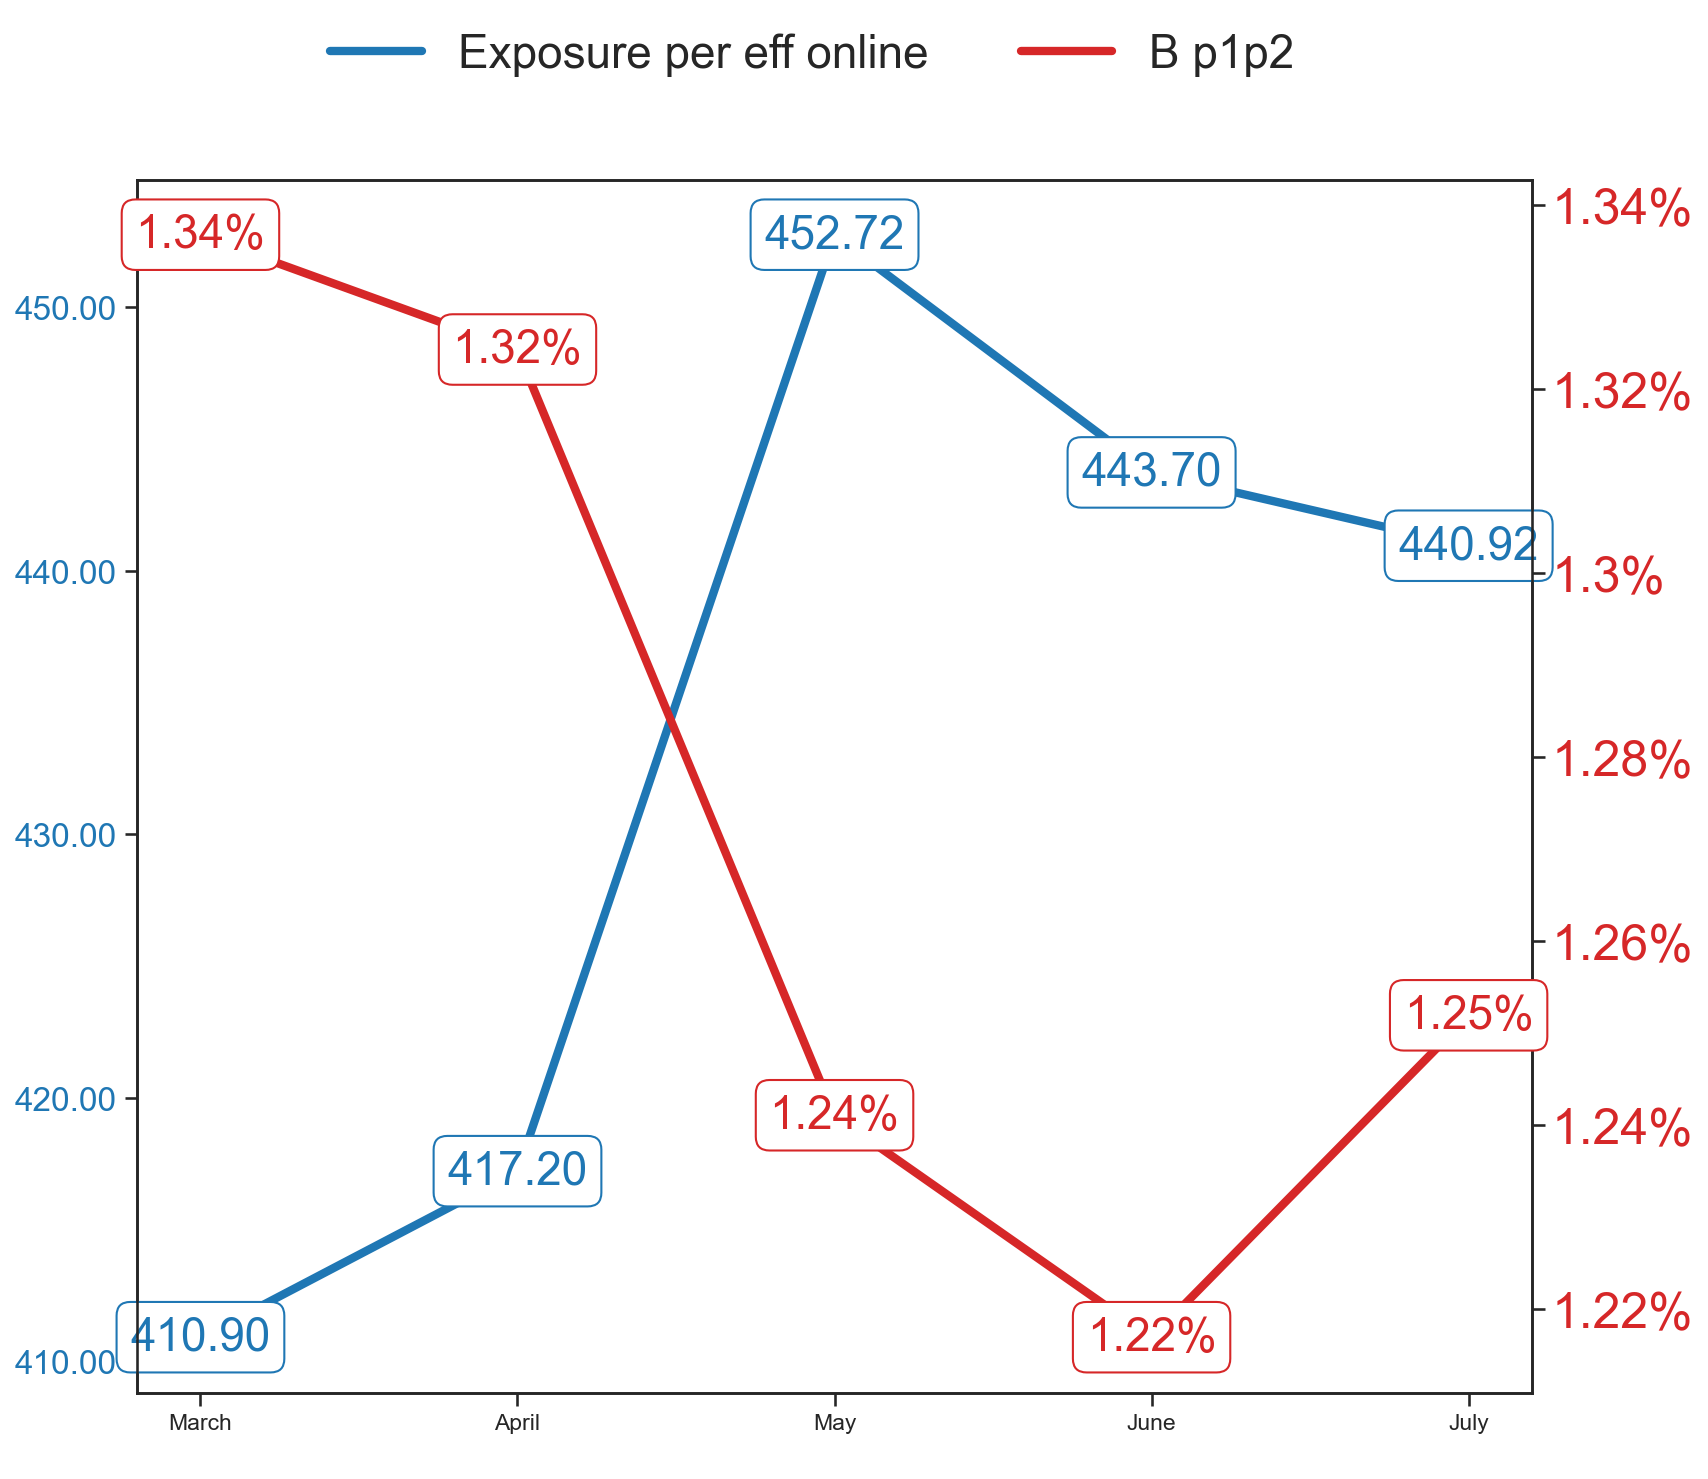 Exposure per eff online B p1p2
1.34% 452.72 1.34%
450.00
1.32%
1.32%
443.70
440.92
440.00 1.3%
1.28%
430.00
1.26%
1.25%
420.00 1.24% 1.24%
417.20
410.90 1.22% 1.22%
410.00
March April May June July